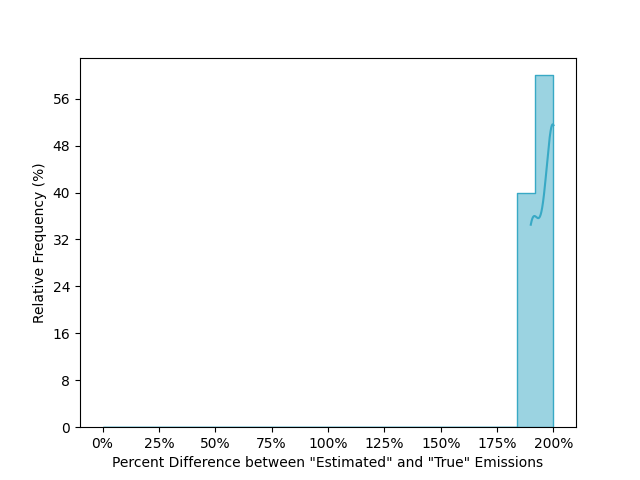 Relative Frequency (%)
56
48
40
32
24
16
8
0
0% 25% 50% 75% 100% 125% 150% 175% 200%
Percent Difference between "Estimated" and "True" Emissions